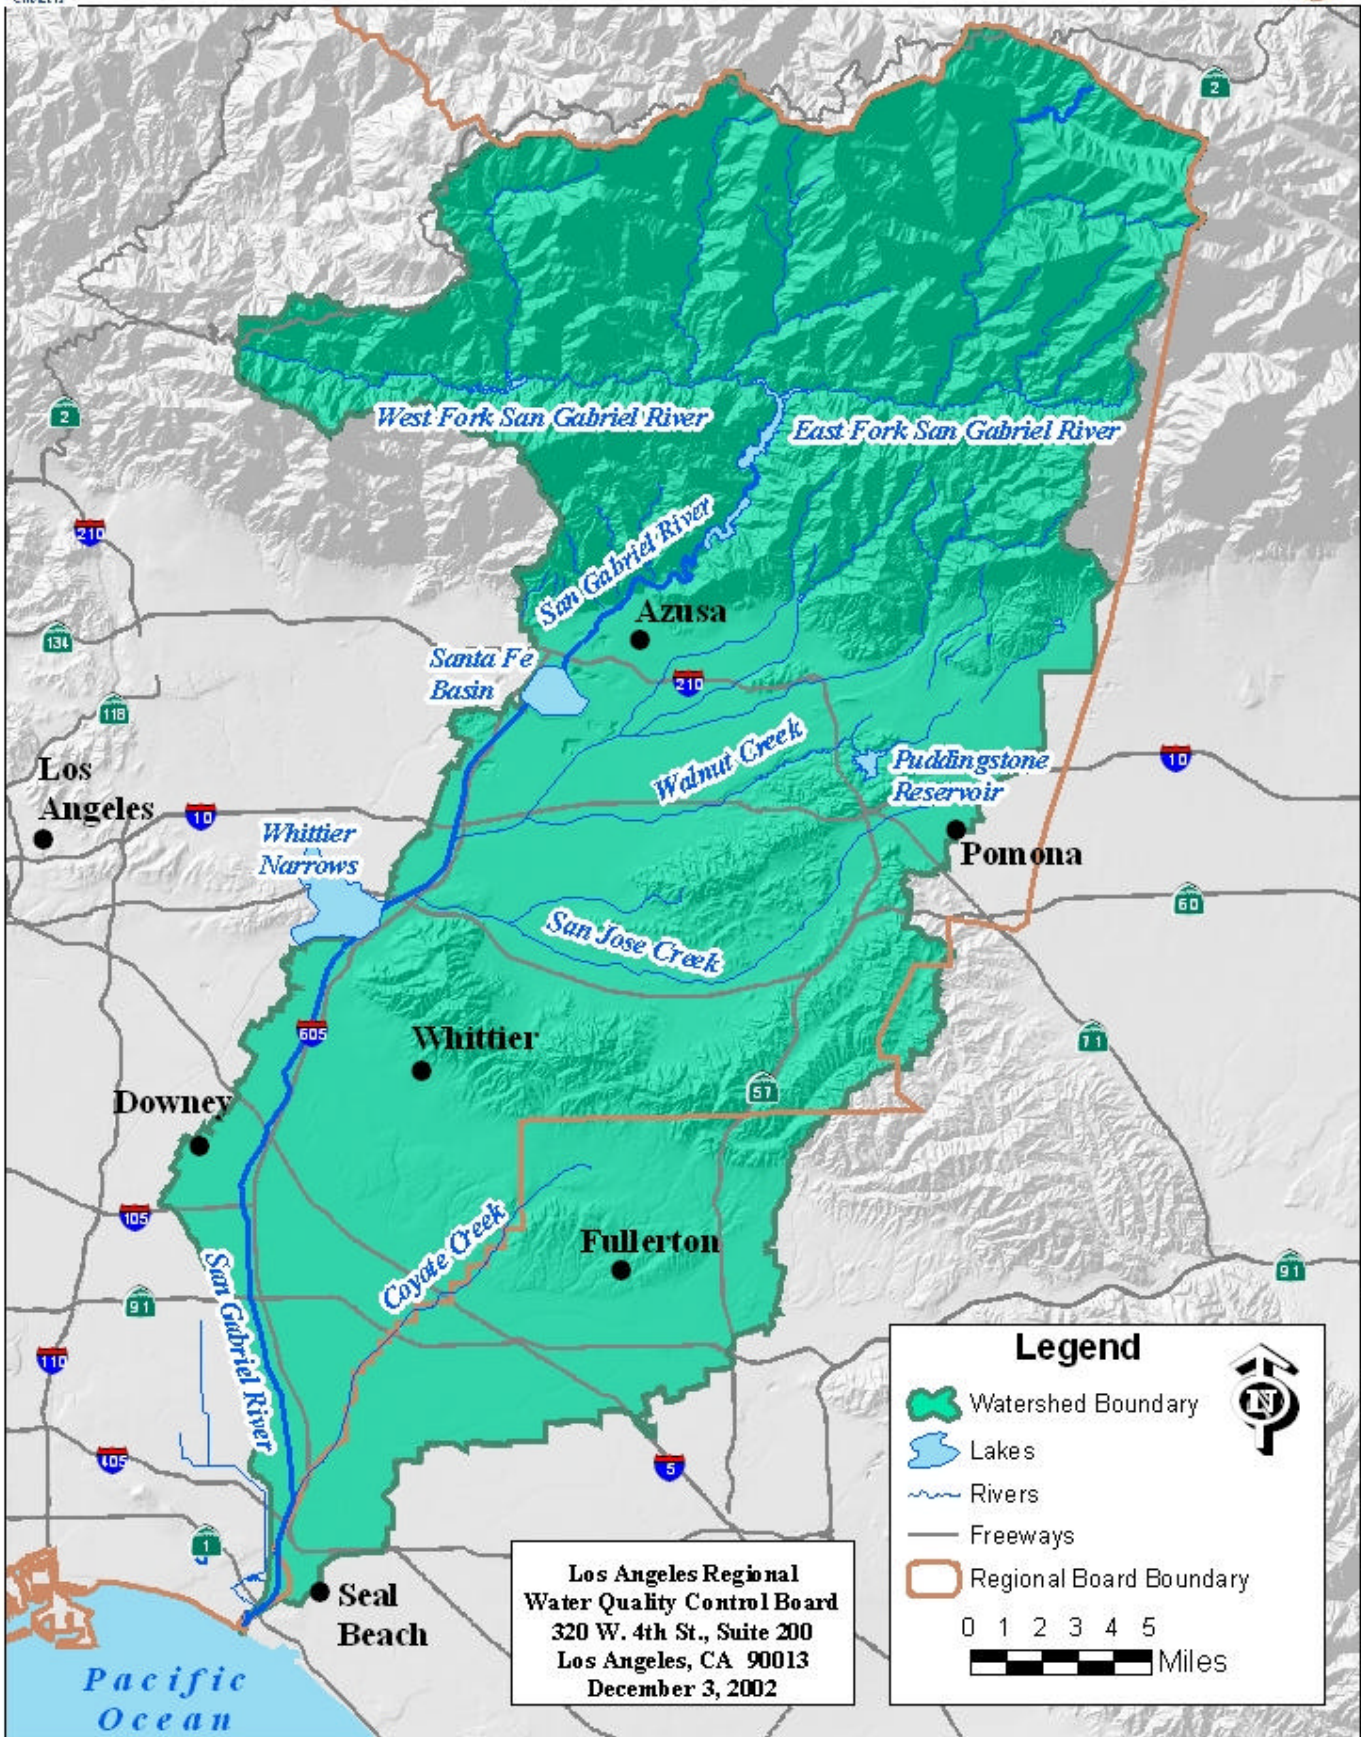 2
West Fork San Gabriel River
East Fork San Gabriel River
2
210
San Gabriel River
Azusa
134
Santa Fe
Basin
210
118
Walnut Creek
Puddingstone
Reservoir
10
Los
Angeles
10
Whittier
Narrows
Pomona
60
San Jose Creek
605
Whittier
71
57
Downey
105
Coyote Creek
Fullerton
91
San Gabriel River
91
110
405
5
1
Seal
Beach
Pacific
Ocean
Los Angeles Regional
Water Quality Control Board
320 W. 4th St., Suite 200
Los Angeles, CA 90013
December 3, 2002
Legend
N
Watershed Boundary
Lakes
Rivers
Freeways
Regional Board Boundary
0 1 2 3 4 5
Miles